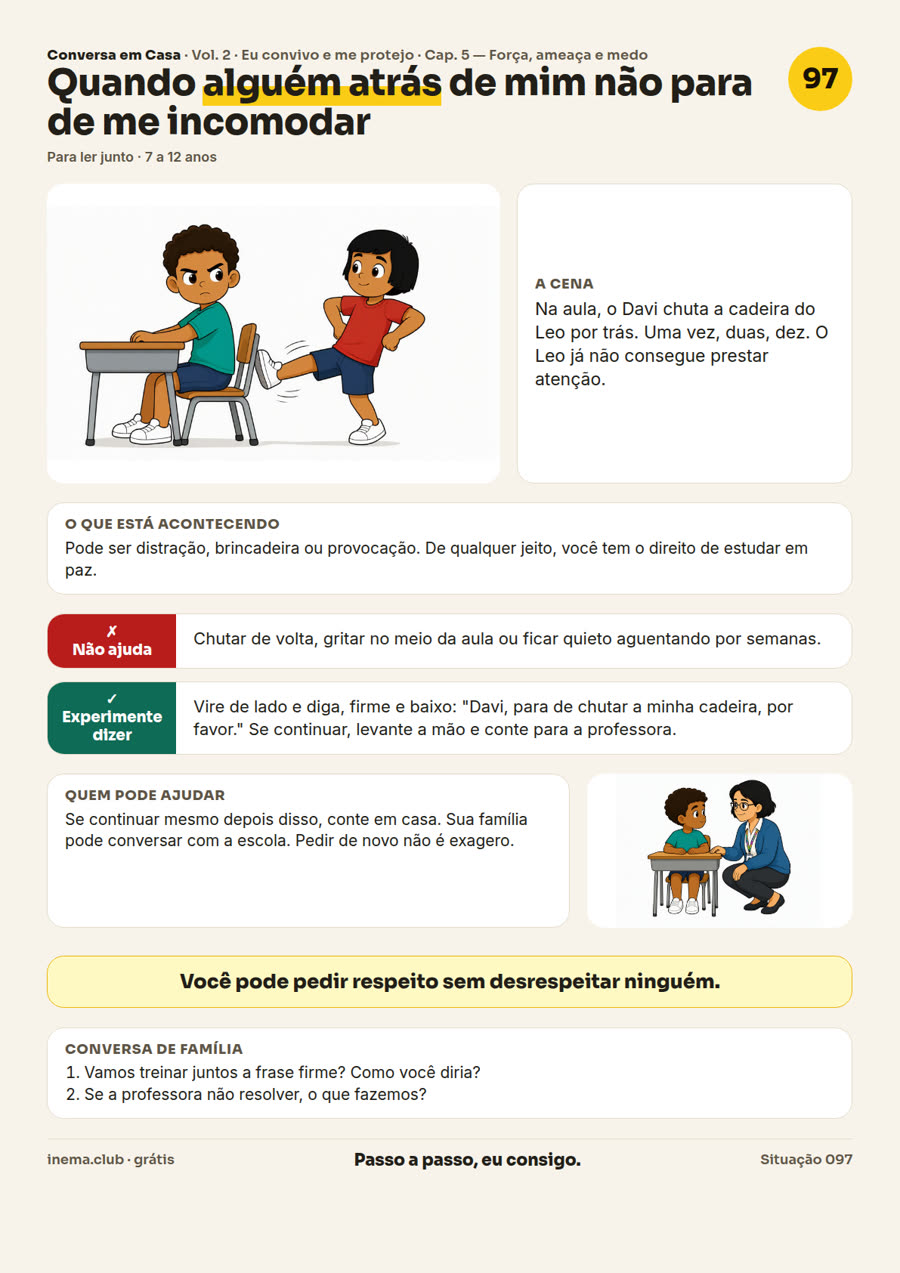 Conversa em Casa · Vol. 2 · Eu convivo e me protejo · Cap. 5 — Força, ameaça e medo
Quando alguém atrás de mim não para
de me incomodar
97
Para ler junto · 7 a 12 anos
A CENA
Na aula, o Davi chuta a cadeira do
Leo por trás. Uma vez, duas, dez. O
Leo já não consegue prestar
atenção.
O QUE ESTÁ ACONTECENDO
Pode ser distração, brincadeira ou provocação. De qualquer jeito, você tem o direito de estudar em
paz.
✗
Não ajuda
Chutar de volta, gritar no meio da aula ou ficar quieto aguentando por semanas.
✓
Experimente
dizer
Vire de lado e diga, firme e baixo: "Davi, para de chutar a minha cadeira, por
favor." Se continuar, levante a mão e conte para a professora.
QUEM PODE AJUDAR
Se continuar mesmo depois disso, conte em casa. Sua família
pode conversar com a escola. Pedir de novo não é exagero.
Você pode pedir respeito sem desrespeitar ninguém.
CONVERSA DE FAMÍLIA
1. Vamos treinar juntos a frase firme? Como você diria?
2. Se a professora não resolver, o que fazemos?
inema.club · grátis
Passo a passo, eu consigo.
Situação 097